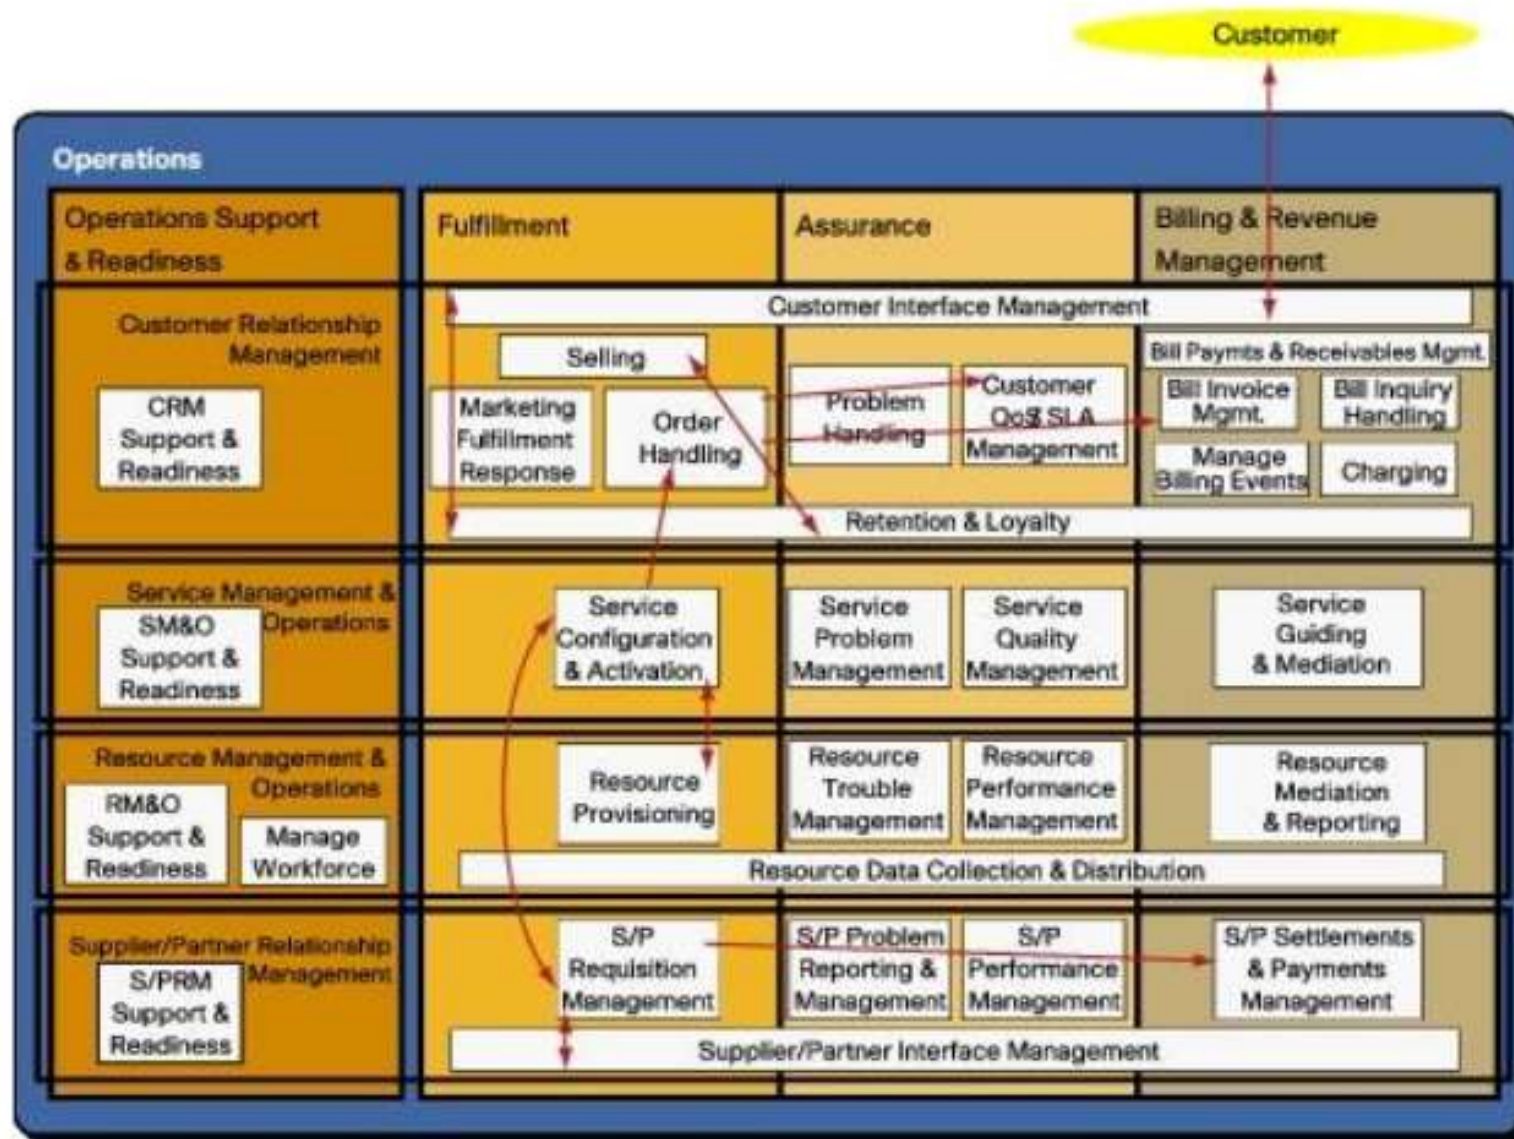 Customer
Operations
Operations Support
& Readiness
Fulfillment
Assurance
Billing & Revenue
Management
Customer Relationship
Management
CRM
Support &
Readiness
Customer Interface Management
Selling
Marketing
Fulfillment
Response
Order
Handling
Problem
Handling
Customer
QoS SLA
Management
Bill Paymts & Receivables Mgmt.
Bill Invoice
Mgmt.
Bill Inquiry
Handling
Manage
Billing Events
Charging
Retention & Loyalty
Service Management &
Operations
SM&O
Support &
Readiness
Service
Configuration
& Activation
Service
Problem
Management
Service
Quality
Management
Service
Guiding
& Mediation
Resource Management &
Operations
RM&O
Support &
Readiness
Manage
Workforce
Resource
Provisioning
Resource
Trouble
Management
Resource
Performance
Management
Resource
Mediation
& Reporting
Resource Data Collection & Distribution
Supplier/Partner Relationship
Management
S/PRM
Support &
Readiness
S/P
Requisition
Management
S/P Problem
Reporting &
Management
S/P
Performance
Management
S/P Settlements
& Payments
Management
Supplier/Partner Interface Management